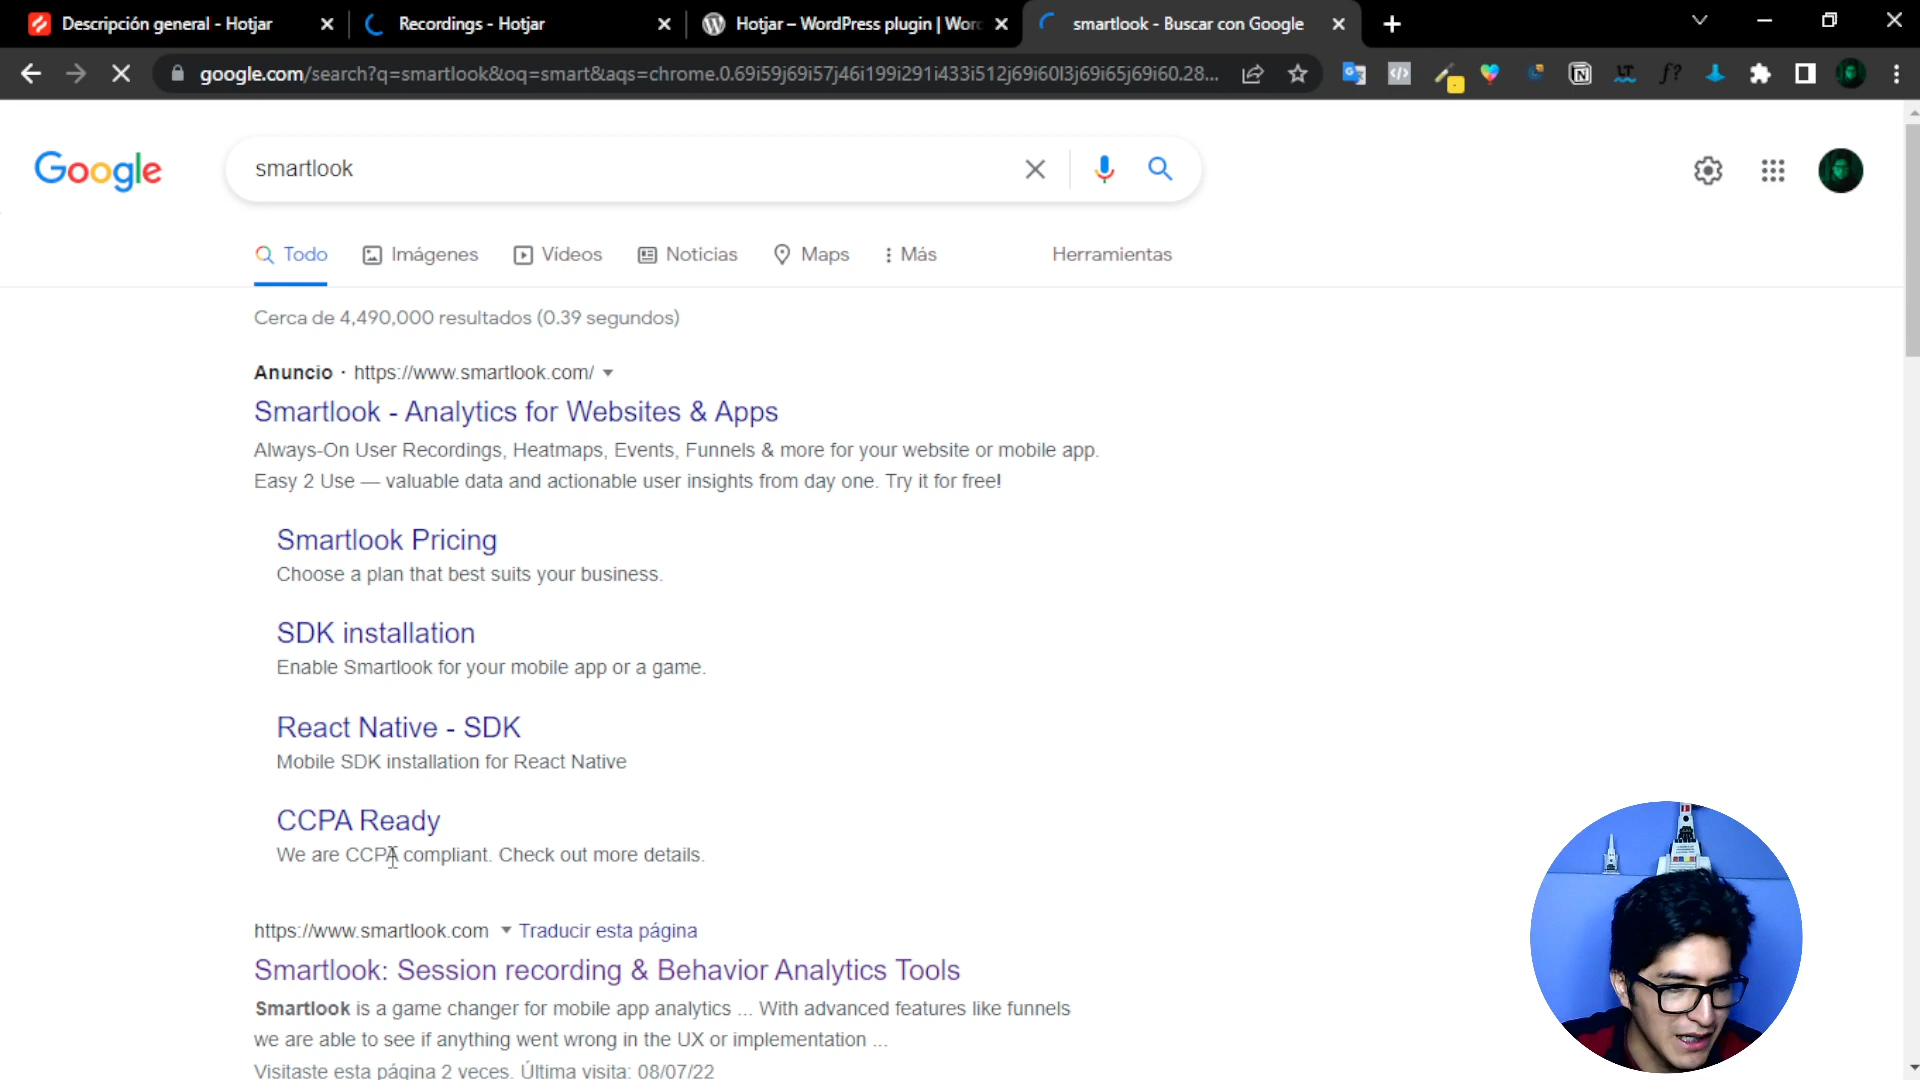 Descripción general - Hotjar
Recordings - Hotjar
Hotjar – WordPress plugin | Wor
smartlook - Buscar con Google
google.com/search?q=smartlook&oq=smart&aqs=chrome.0.69i59j69i57j46i199i291i433i512j69i60l3j69i65j69i60.28...
Google
smartlook
Todo
Imágenes
Vídeos
Noticias
Maps
Más
Herramientas
Cerca de 4,490,000 resultados (0.39 segundos)
Anuncio · https://www.smartlook.com/
Smartlook - Analytics for Websites & Apps
Always-On User Recordings, Heatmaps, Events, Funnels & more for your website or mobile app.
Easy 2 Use — valuable data and actionable user insights from day one. Try it for free!
Smartlook Pricing
Choose a plan that best suits your business.
SDK installation
Enable Smartlook for your mobile app or a game.
React Native - SDK
Mobile SDK installation for React Native
CCPA Ready
We are CCPA compliant. Check out more details.
https://www.smartlook.com Traducir esta página
Smartlook: Session recording & Behavior Analytics Tools
Smartlook is a game changer for mobile app analytics ... With advanced features like funnels
we are able to see if anything went wrong in the UX or implementation ...
Visitaste esta página 2 veces. Última visita: 08/07/22